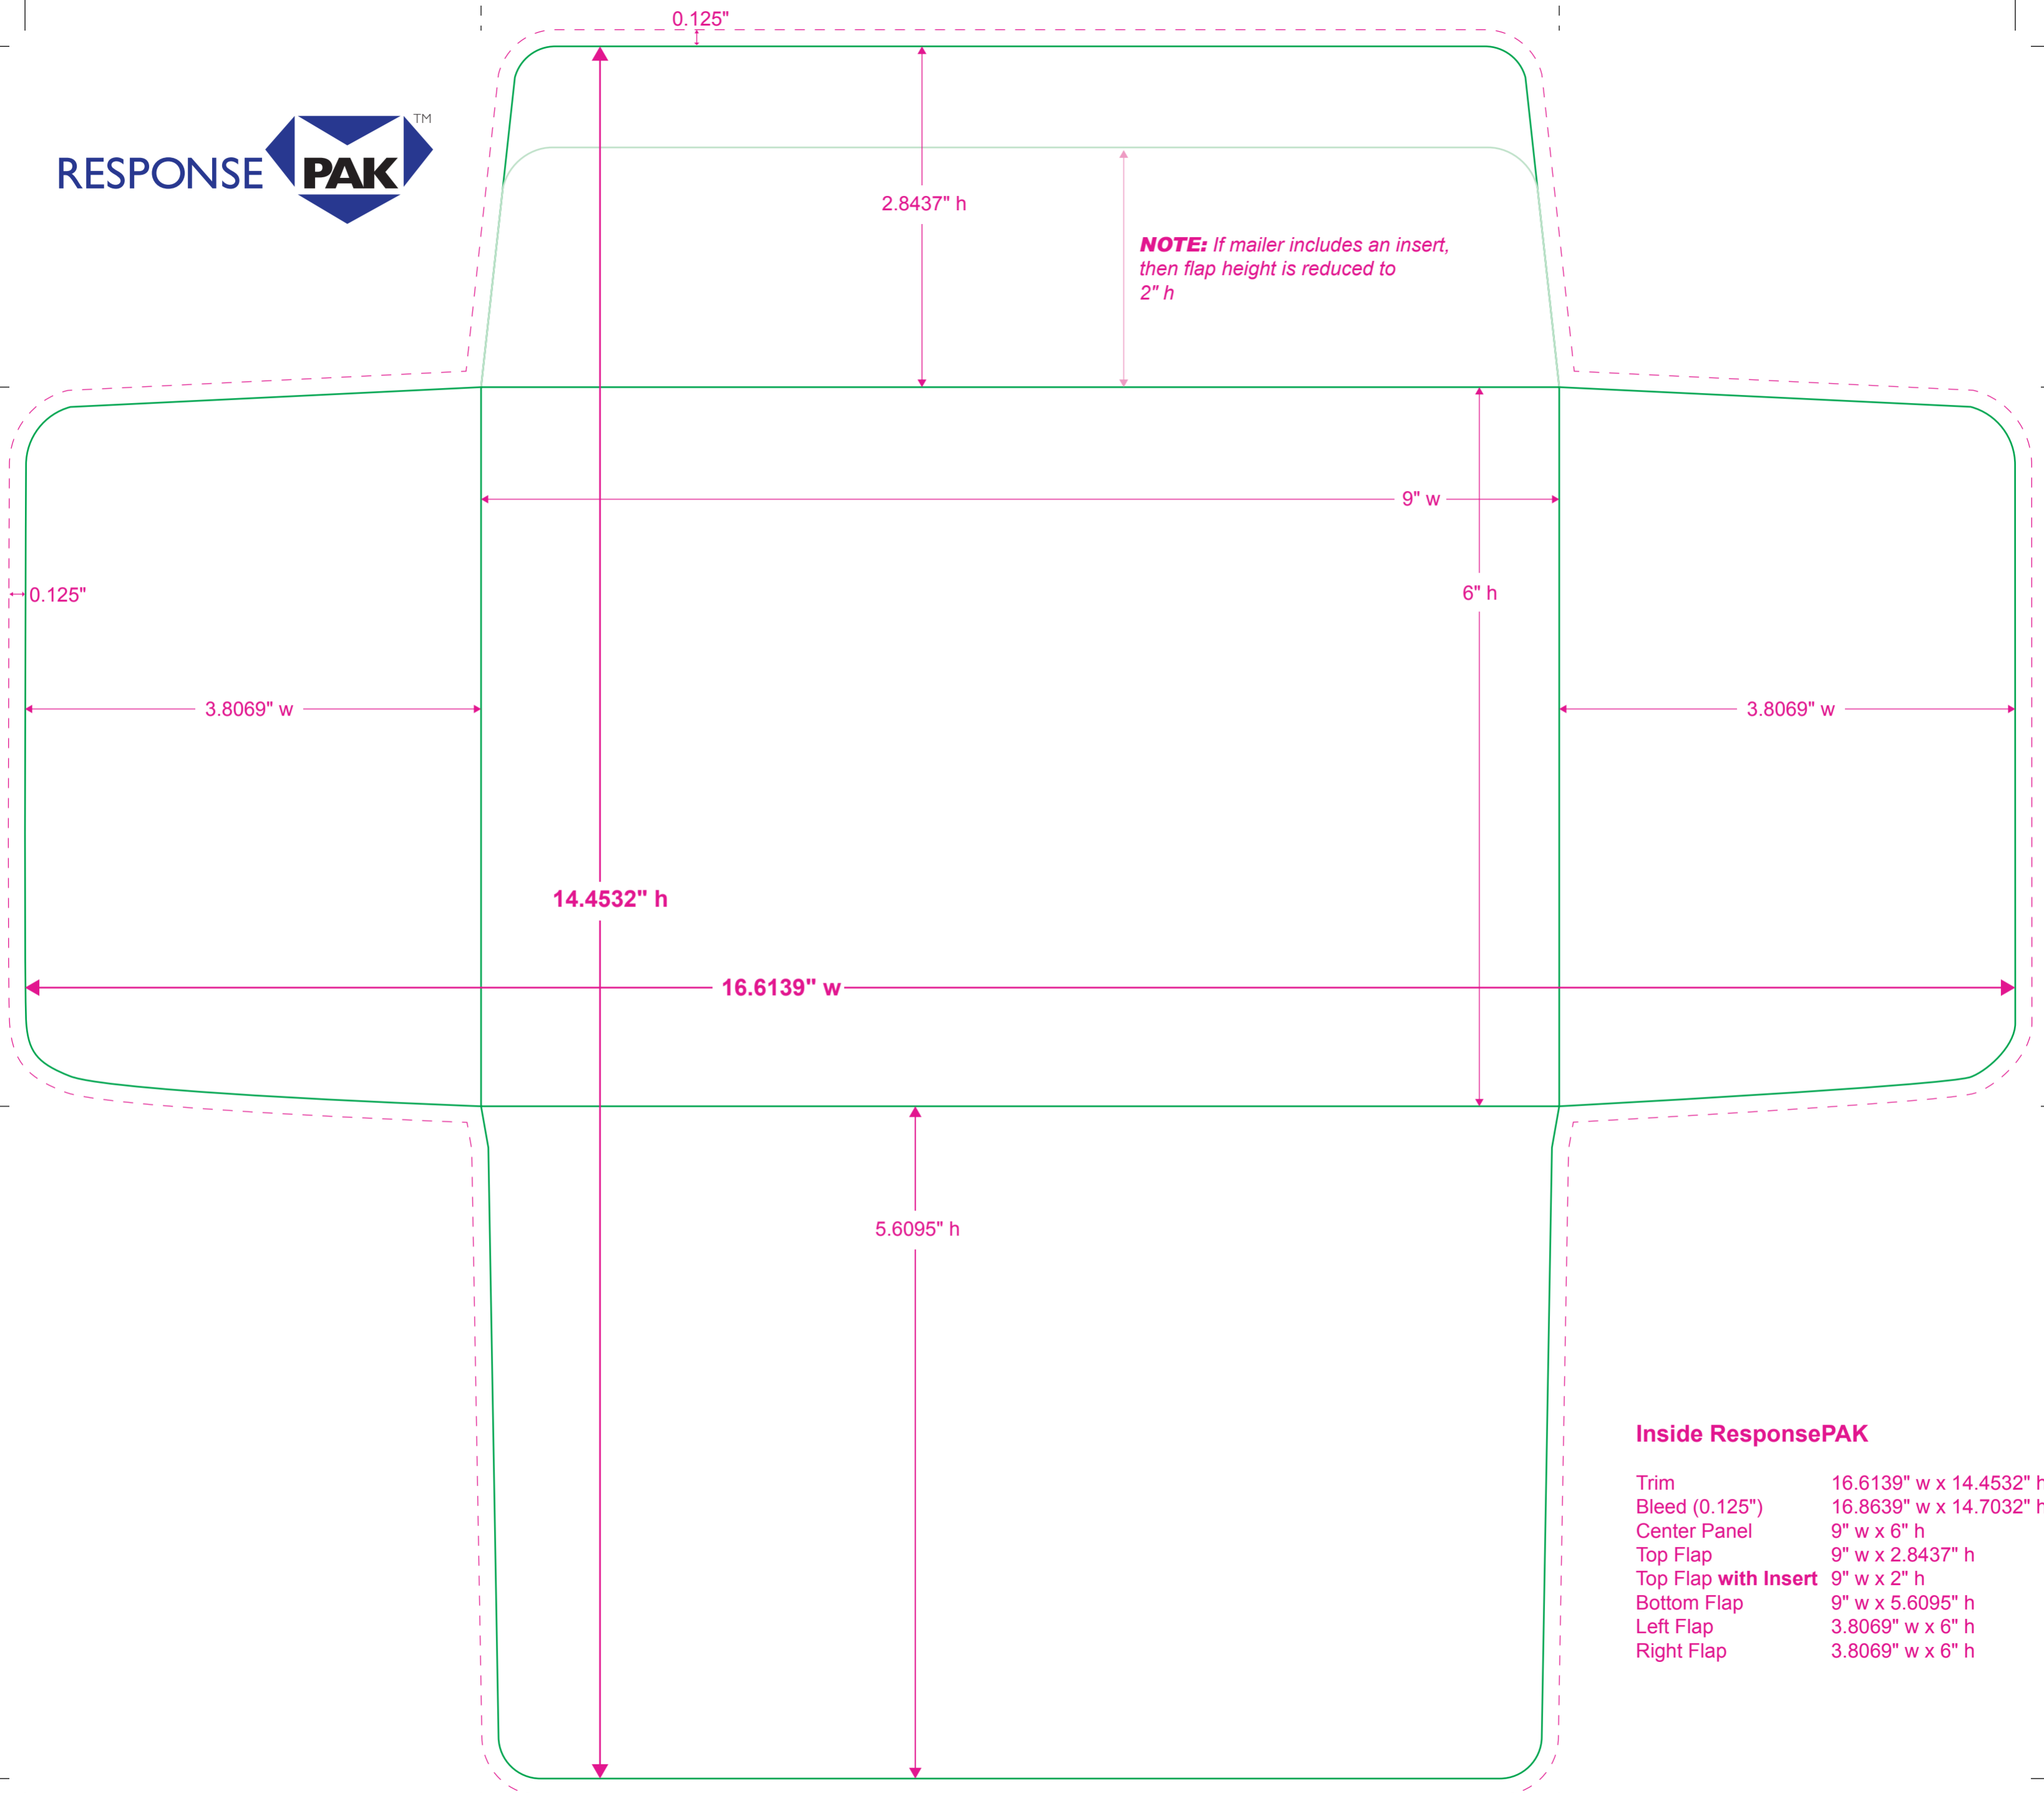 0.125"
RESPONSE PAK™
2.8437" h
NOTE: If mailer includes an insert,
then flap height is reduced to
2" h
9" w
6" h
0.125"
3.8069" w
3.8069" w
14.4532" h
16.6139" w
5.6095" h
Inside ResponsePAK
Trim 16.6139" w x 14.4532" h
Bleed (0.125") 16.8639" w x 14.7032" h
Center Panel 9" w x 6" h
Top Flap 9" w x 2.8437" h
Top Flap with Insert 9" w x 2" h
Bottom Flap 9" w x 5.6095" h
Left Flap 3.8069" w x 6" h
Right Flap 3.8069" w x 6" h